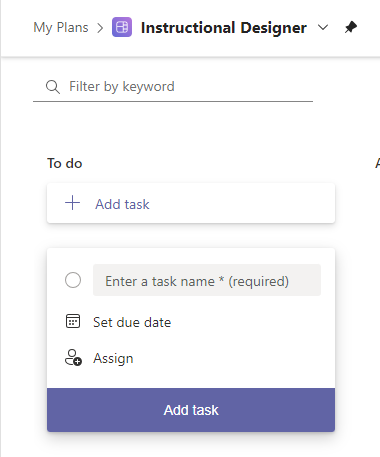 My Plans > Instructional Designer
Filter by keyword
To do
Add task
Enter a task name * (required)
Set due date
Assign
Add task